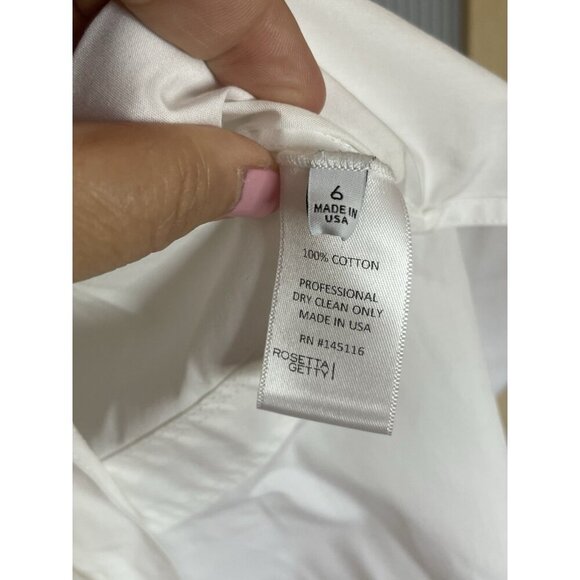 6
MADE IN
USA
100% COTTON
PROFESSIONAL
DRY CLEAN ONLY
MADE IN USA
RN #145116
ROSETTA
GETTY